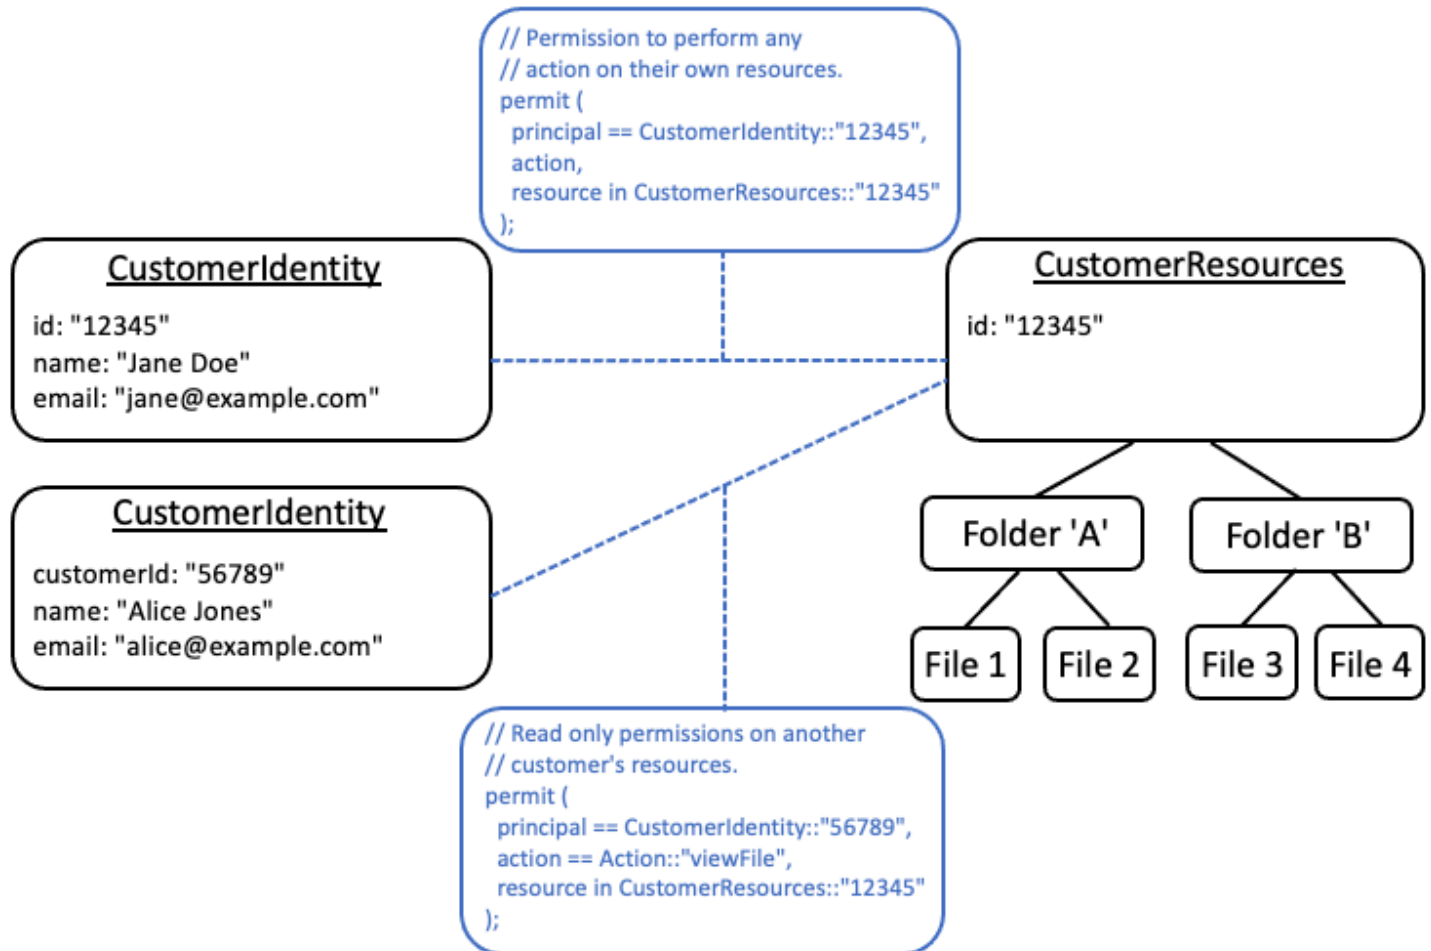 // Permission to perform any
// action on their own resources.
permit (
principal == CustomerIdentity::"12345",
action,
resource in CustomerResources::"12345"
);
CustomerIdentity
id: "12345"
name: "Jane Doe"
email: "jane@example.com"
CustomerResources
id: "12345"
CustomerIdentity
customerId: "56789"
name: "Alice Jones"
email: "alice@example.com"
Folder 'A'
Folder 'B'
File 1
File 2
File 3
File 4
// Read only permissions on another
// customer's resources.
permit (
principal == CustomerIdentity::"56789",
action == Action::"viewFile",
resource in CustomerResources::"12345"
);